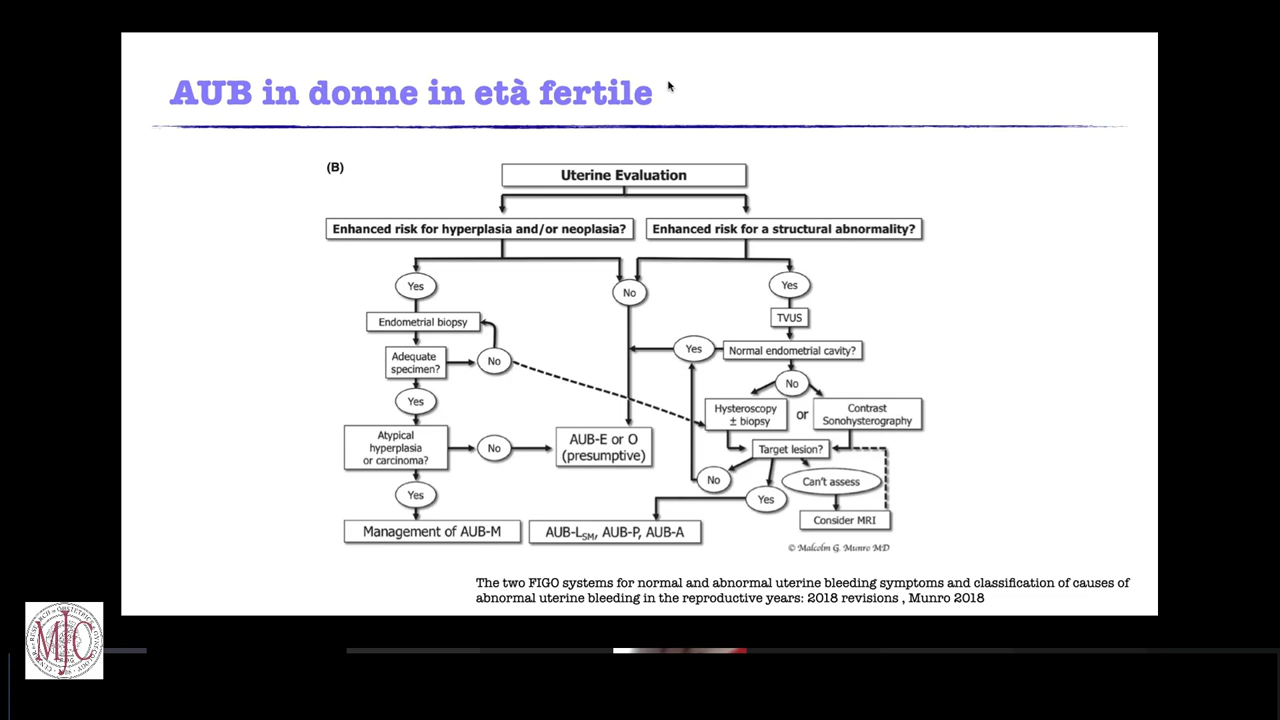 AUB in donne in età fertile
(B)
Uterine Evaluation
Enhanced risk for hyperplasia and/or neoplasia?
Enhanced risk for a structural abnormality?
Yes
No
Yes
Endometrial biopsy
TVUS
Adequate
specimen?
No
Yes
Normal endometrial cavity?
No
Yes
Hysteroscopy
± biopsy
or
Contrast
Sonohysterography
Atypical
hyperplasia
or carcinoma?
No
AUB-E or O
(presumptive)
Target lesion?
No
Yes
Can't assess
Yes
Consider MRI
Management of AUB-M
AUB-LSM, AUB-P, AUB-A
© Malcolm G. Munro MD
The two FIGO systems for normal and abnormal uterine bleeding symptoms and classification of causes of
abnormal uterine bleeding in the reproductive years: 2018 revisions , Munro 2018
MJC